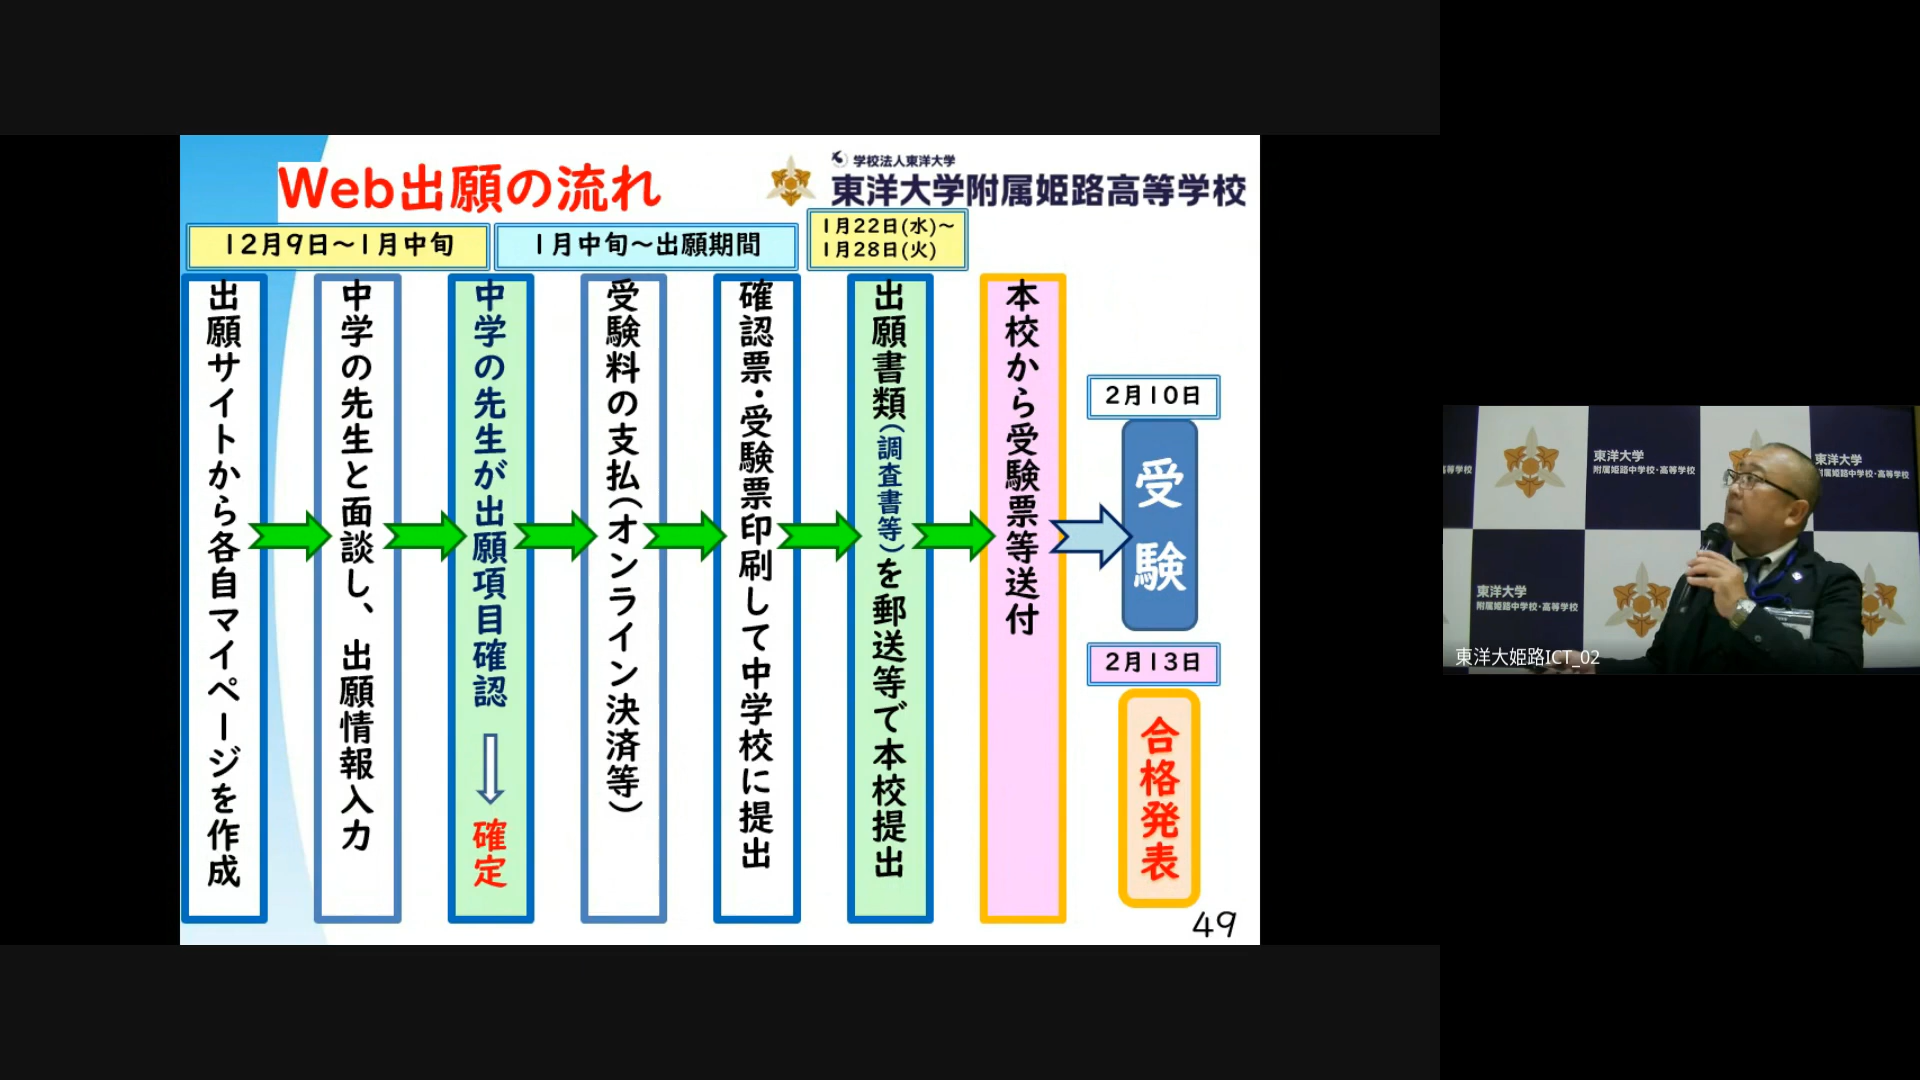 Web出願の流れ
学校法人東洋大学
東洋大学附属姫路高等学校
12月9日～1月中旬
1月中旬～出願期間
1月22日(水)～
1月28日(火)
出願サイトから各自マイページを作成
中学の先生と面談し、出願情報入力
中学の先生が出願項目確認
確定
受験料の支払(オンライン決済等)
確認票・受験票印刷して中学校に提出
出願書類(調査書等)を郵送等で本校提出
本校から受験票等送付
2月10日
受験
2月13日
合格発表
49
東洋大学
附属姫路中学校・高等学校
東洋大学
附属姫路中学校・高等学校
東洋大学
附属姫路中学校・高等学校
東洋大姫路ICT_02